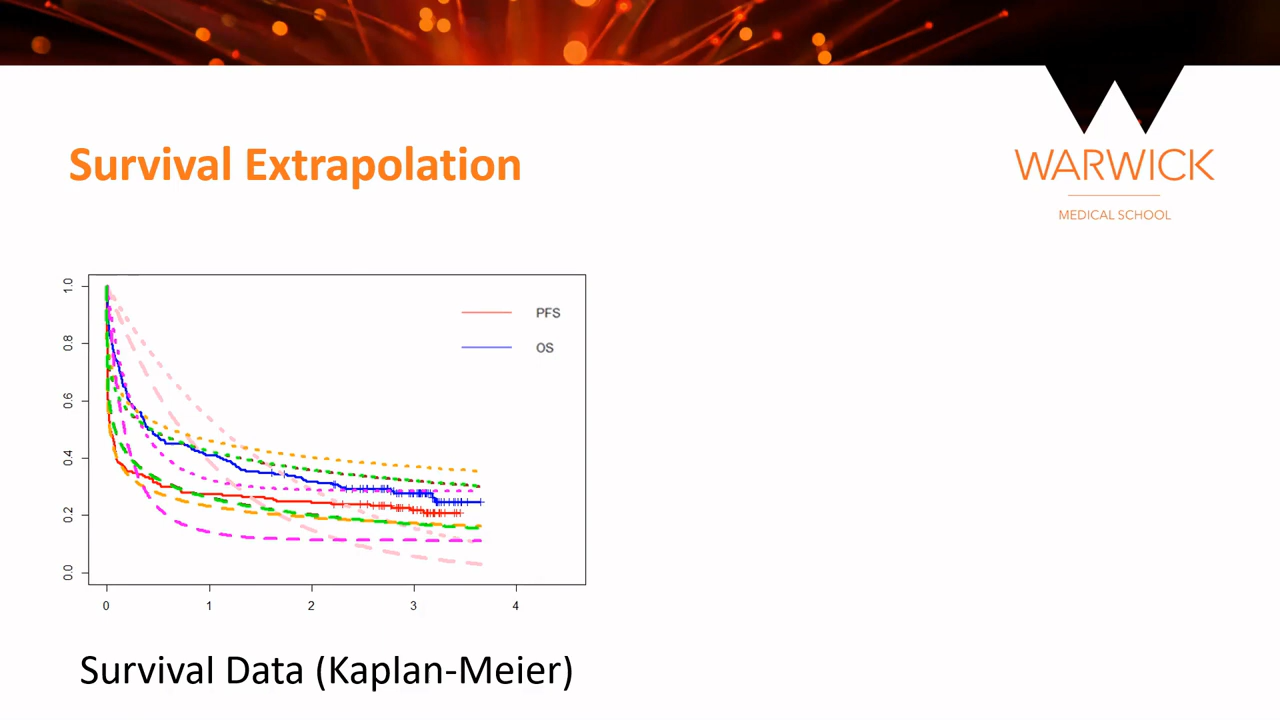 WARWICK
MEDICAL SCHOOL
Survival Extrapolation
1.0
0.8
0.6
0.4
0.2
0.0
PFS
OS
0 1 2 3 4
Survival Data (Kaplan-Meier)